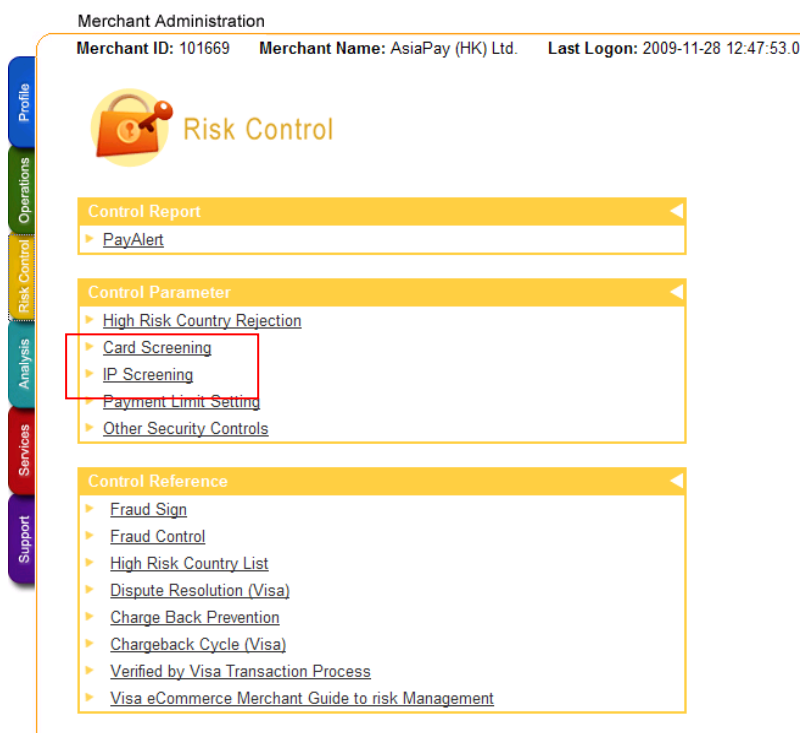 Merchant Administration
Merchant ID: 101669 Merchant Name: AsiaPay (HK) Ltd. Last Logon: 2009-11-28 12:47:53.0
Profile
Operations
Risk Control
Analysis
Services
Support
Risk Control
Control Report
PayAlert
Control Parameter
High Risk Country Rejection
Card Screening
IP Screening
Payment Limit Setting
Other Security Controls
Control Reference
Fraud Sign
Fraud Control
High Risk Country List
Dispute Resolution (Visa)
Charge Back Prevention
Chargeback Cycle (Visa)
Verified by Visa Transaction Process
Visa eCommerce Merchant Guide to risk Management